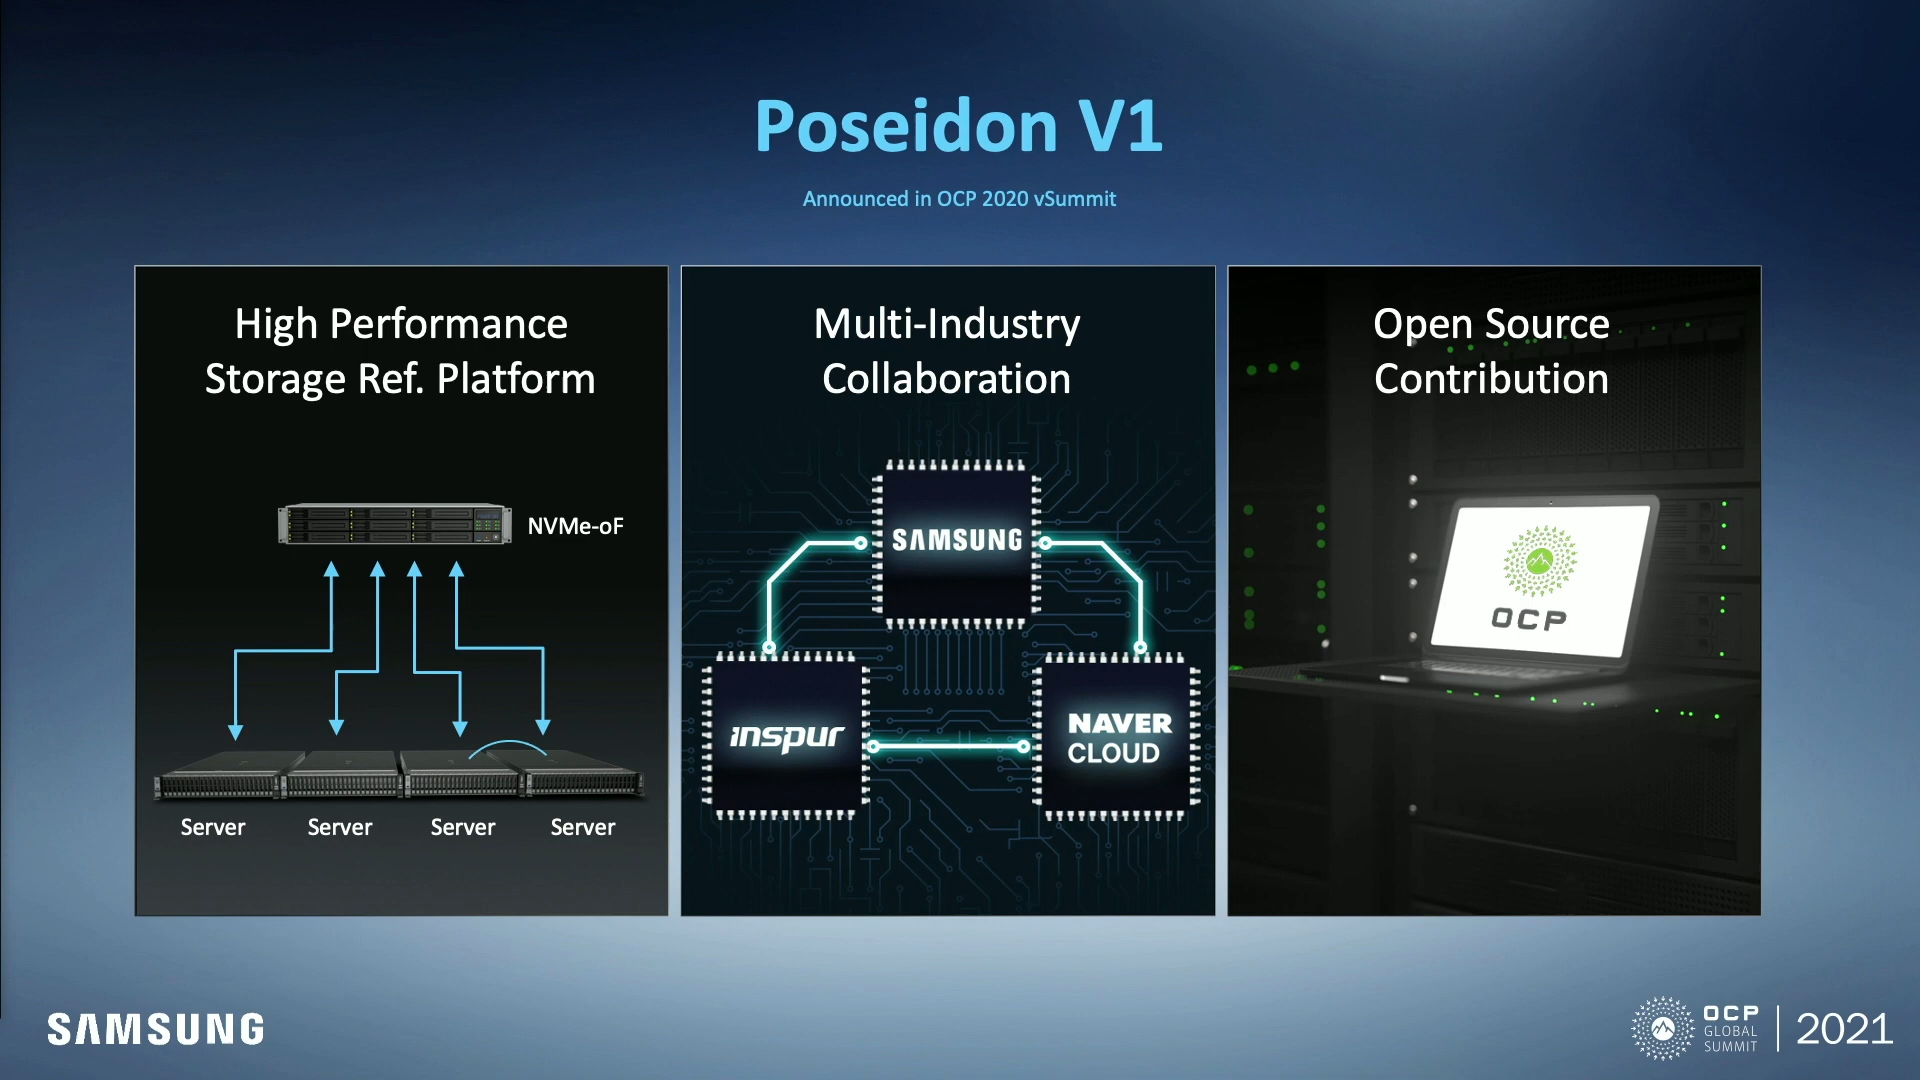 Poseidon V1
Announced in OCP 2020 vSummit
High Performance
Storage Ref. Platform
NVMe-oF
Server
Server
Server
Server
Multi-Industry
Collaboration
SAMSUNG
inspur
NAVER
CLOUD
Open Source
Contribution
OCP
SAMSUNG
OCP
GLOBAL
SUMMIT
2021